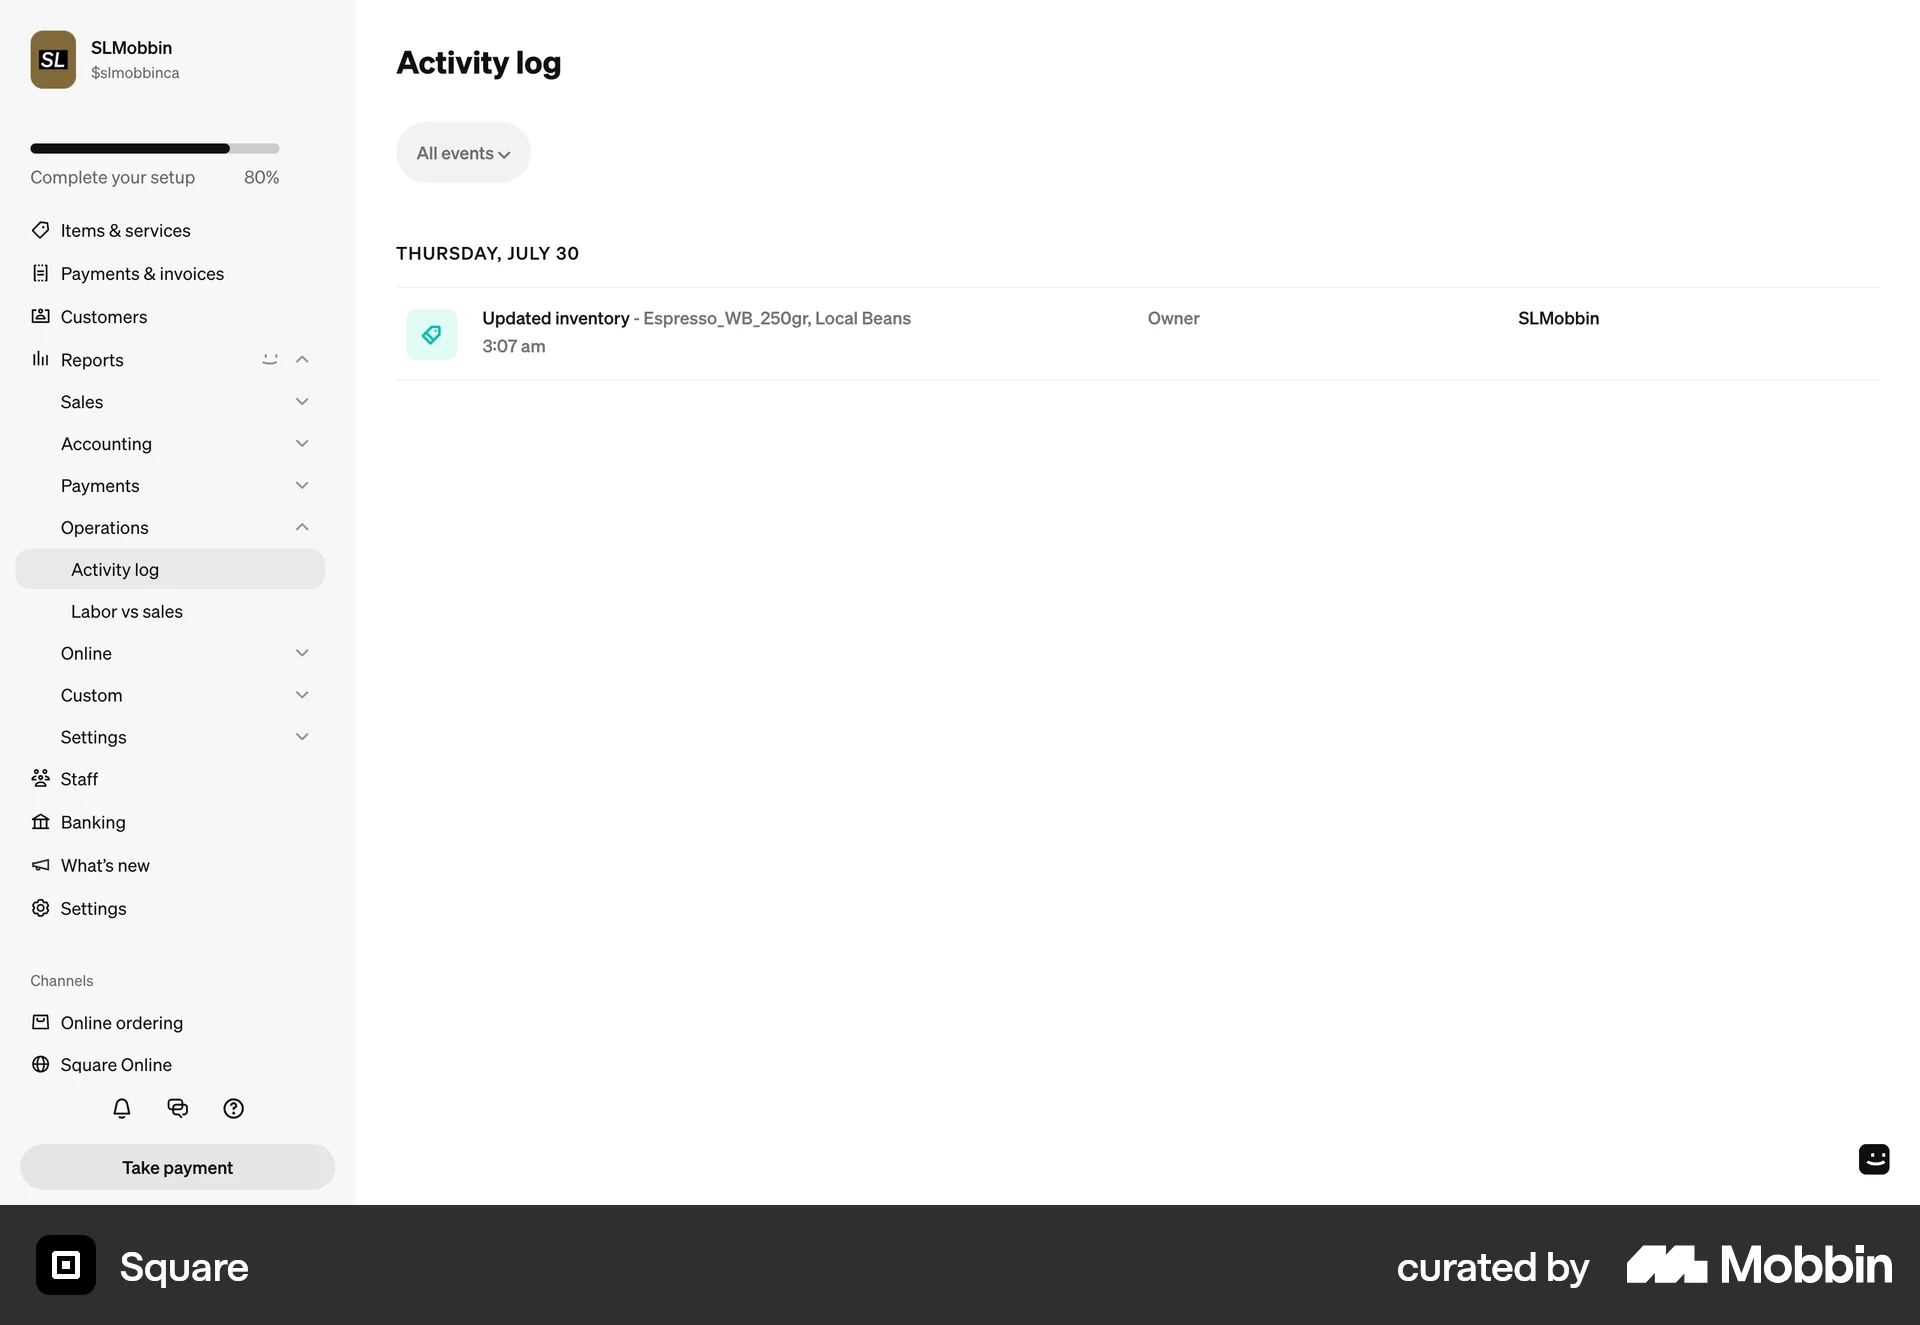 SL
SLMobbin
$slmobbinca
Complete your setup 80%
Items & services
Payments & invoices
Customers
Reports
Sales
Accounting
Payments
Operations
Activity log
Labor vs sales
Online
Custom
Settings
Staff
Banking
What's new
Settings
Channels
Online ordering
Square Online
Take payment
Activity log
All events
THURSDAY, JULY 30
Updated inventory - Espresso_WB_250gr, Local Beans Owner SLMobbin
3:07 am
Square
curated by Mobbin